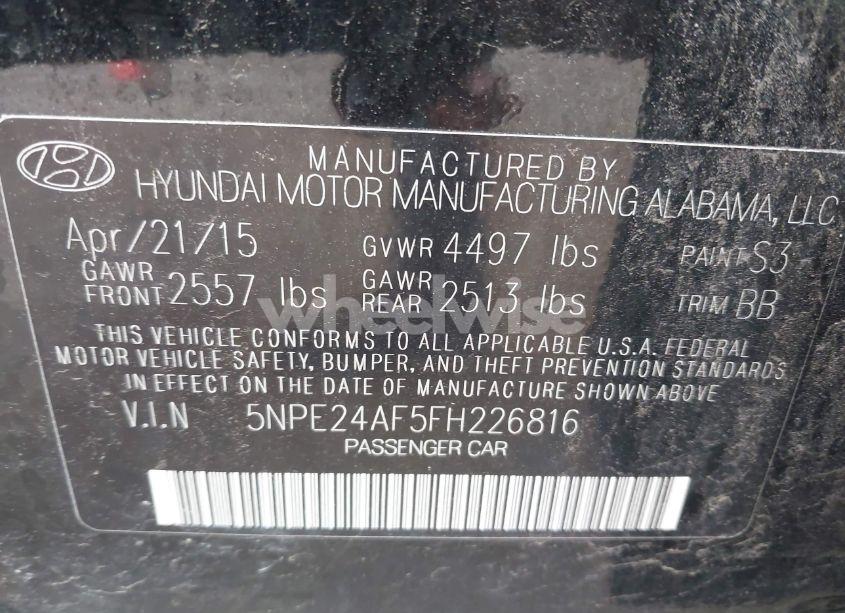 MANUFACTURED BY
HYUNDAI MOTOR MANUFACTURING ALABAMA, LLC
Apr/21/15 GVWR 4497 lbs PAINT S3
GAWR FRONT 2557 lbs GAWR REAR 2513 lbs TRIM BB
wheelwise
THIS VEHICLE CONFORMS TO ALL APPLICABLE U.S.A. FEDERAL
MOTOR VEHICLE SAFETY, BUMPER, AND THEFT PREVENTION STANDARDS
IN EFFECT ON THE DATE OF MANUFACTURE SHOWN ABOVE
V.I.N 5NPE24AF5FH226816
PASSENGER CAR